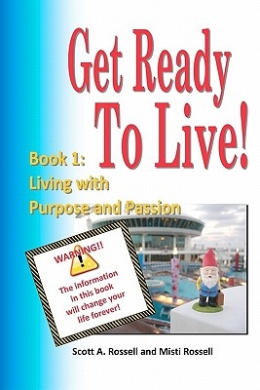 Get Ready
To Live!
Book 1:
Living with
Purpose and Passion
WARNING!!
!
The information
in this book
will change your
life forever!
Scott A. Rossell and Misti Rossell